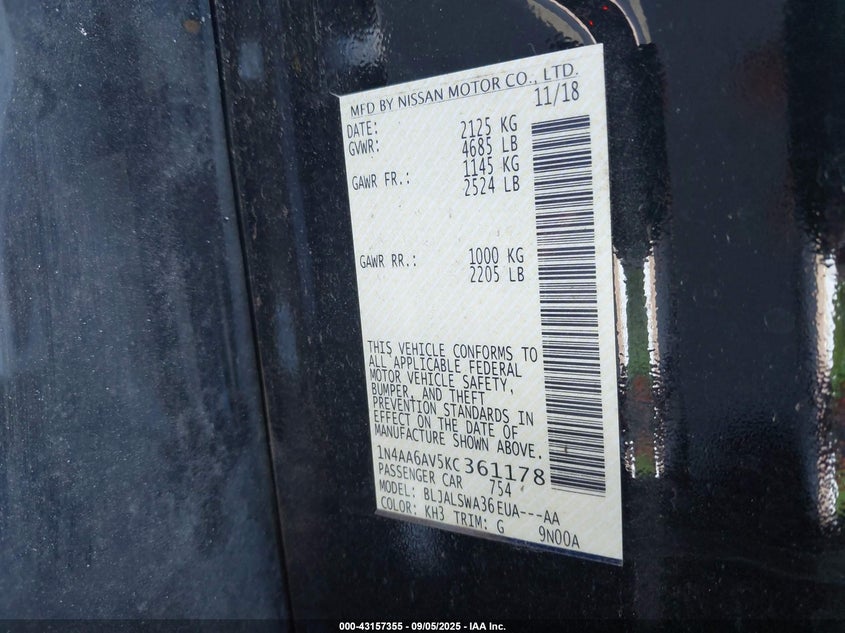 MFD BY NISSAN MOTOR CO., LTD.
DATE: 11/18
GVWR: 2125 KG
4685 LB
GAWR FR.: 1145 KG
2524 LB
GAWR RR.: 1000 KG
2205 LB
THIS VEHICLE CONFORMS TO
ALL APPLICABLE FEDERAL
MOTOR VEHICLE SAFETY,
BUMPER, AND THEFT
PREVENTION STANDARDS IN
EFFECT ON THE DATE OF
MANUFACTURE SHOWN ABOVE.
1N4AA6AV5KC361178
PASSENGER CAR 754
MODEL: BLJALSWA36EUA---AA
COLOR: KH3 TRIM: G 9N00A
000-43157355 - 09/05/2025 - IAA Inc.